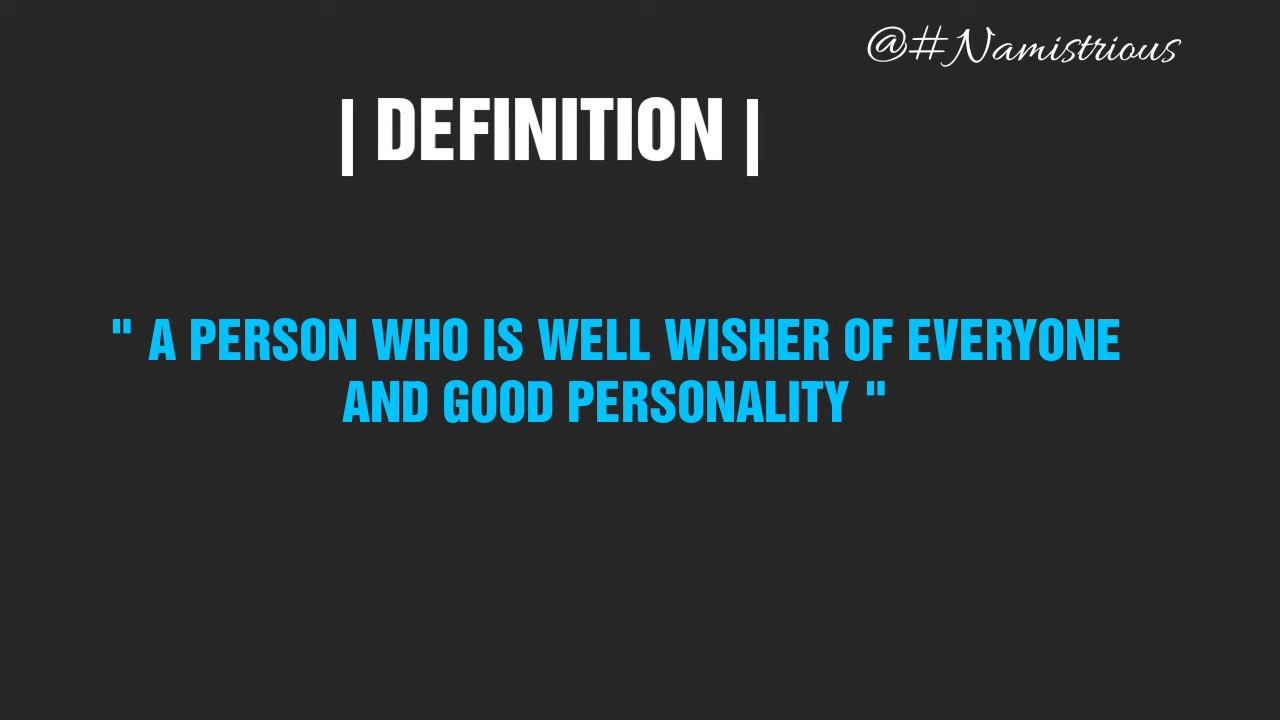 @#Namistrious
| DEFINITION |
" A PERSON WHO IS WELL WISHER OF EVERYONE
AND GOOD PERSONALITY "